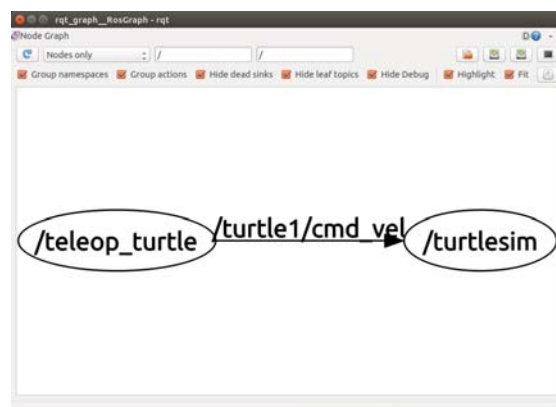 rqt_graph__RosGraph - rqt
Node Graph
D
-
Nodes only
/
/
Group namespaces
Group actions
Hide dead sinks
Hide leaf topics
Hide Debug
Highlight
Fit
/teleop_turtle
/turtle1/cmd_vel
/turtlesim